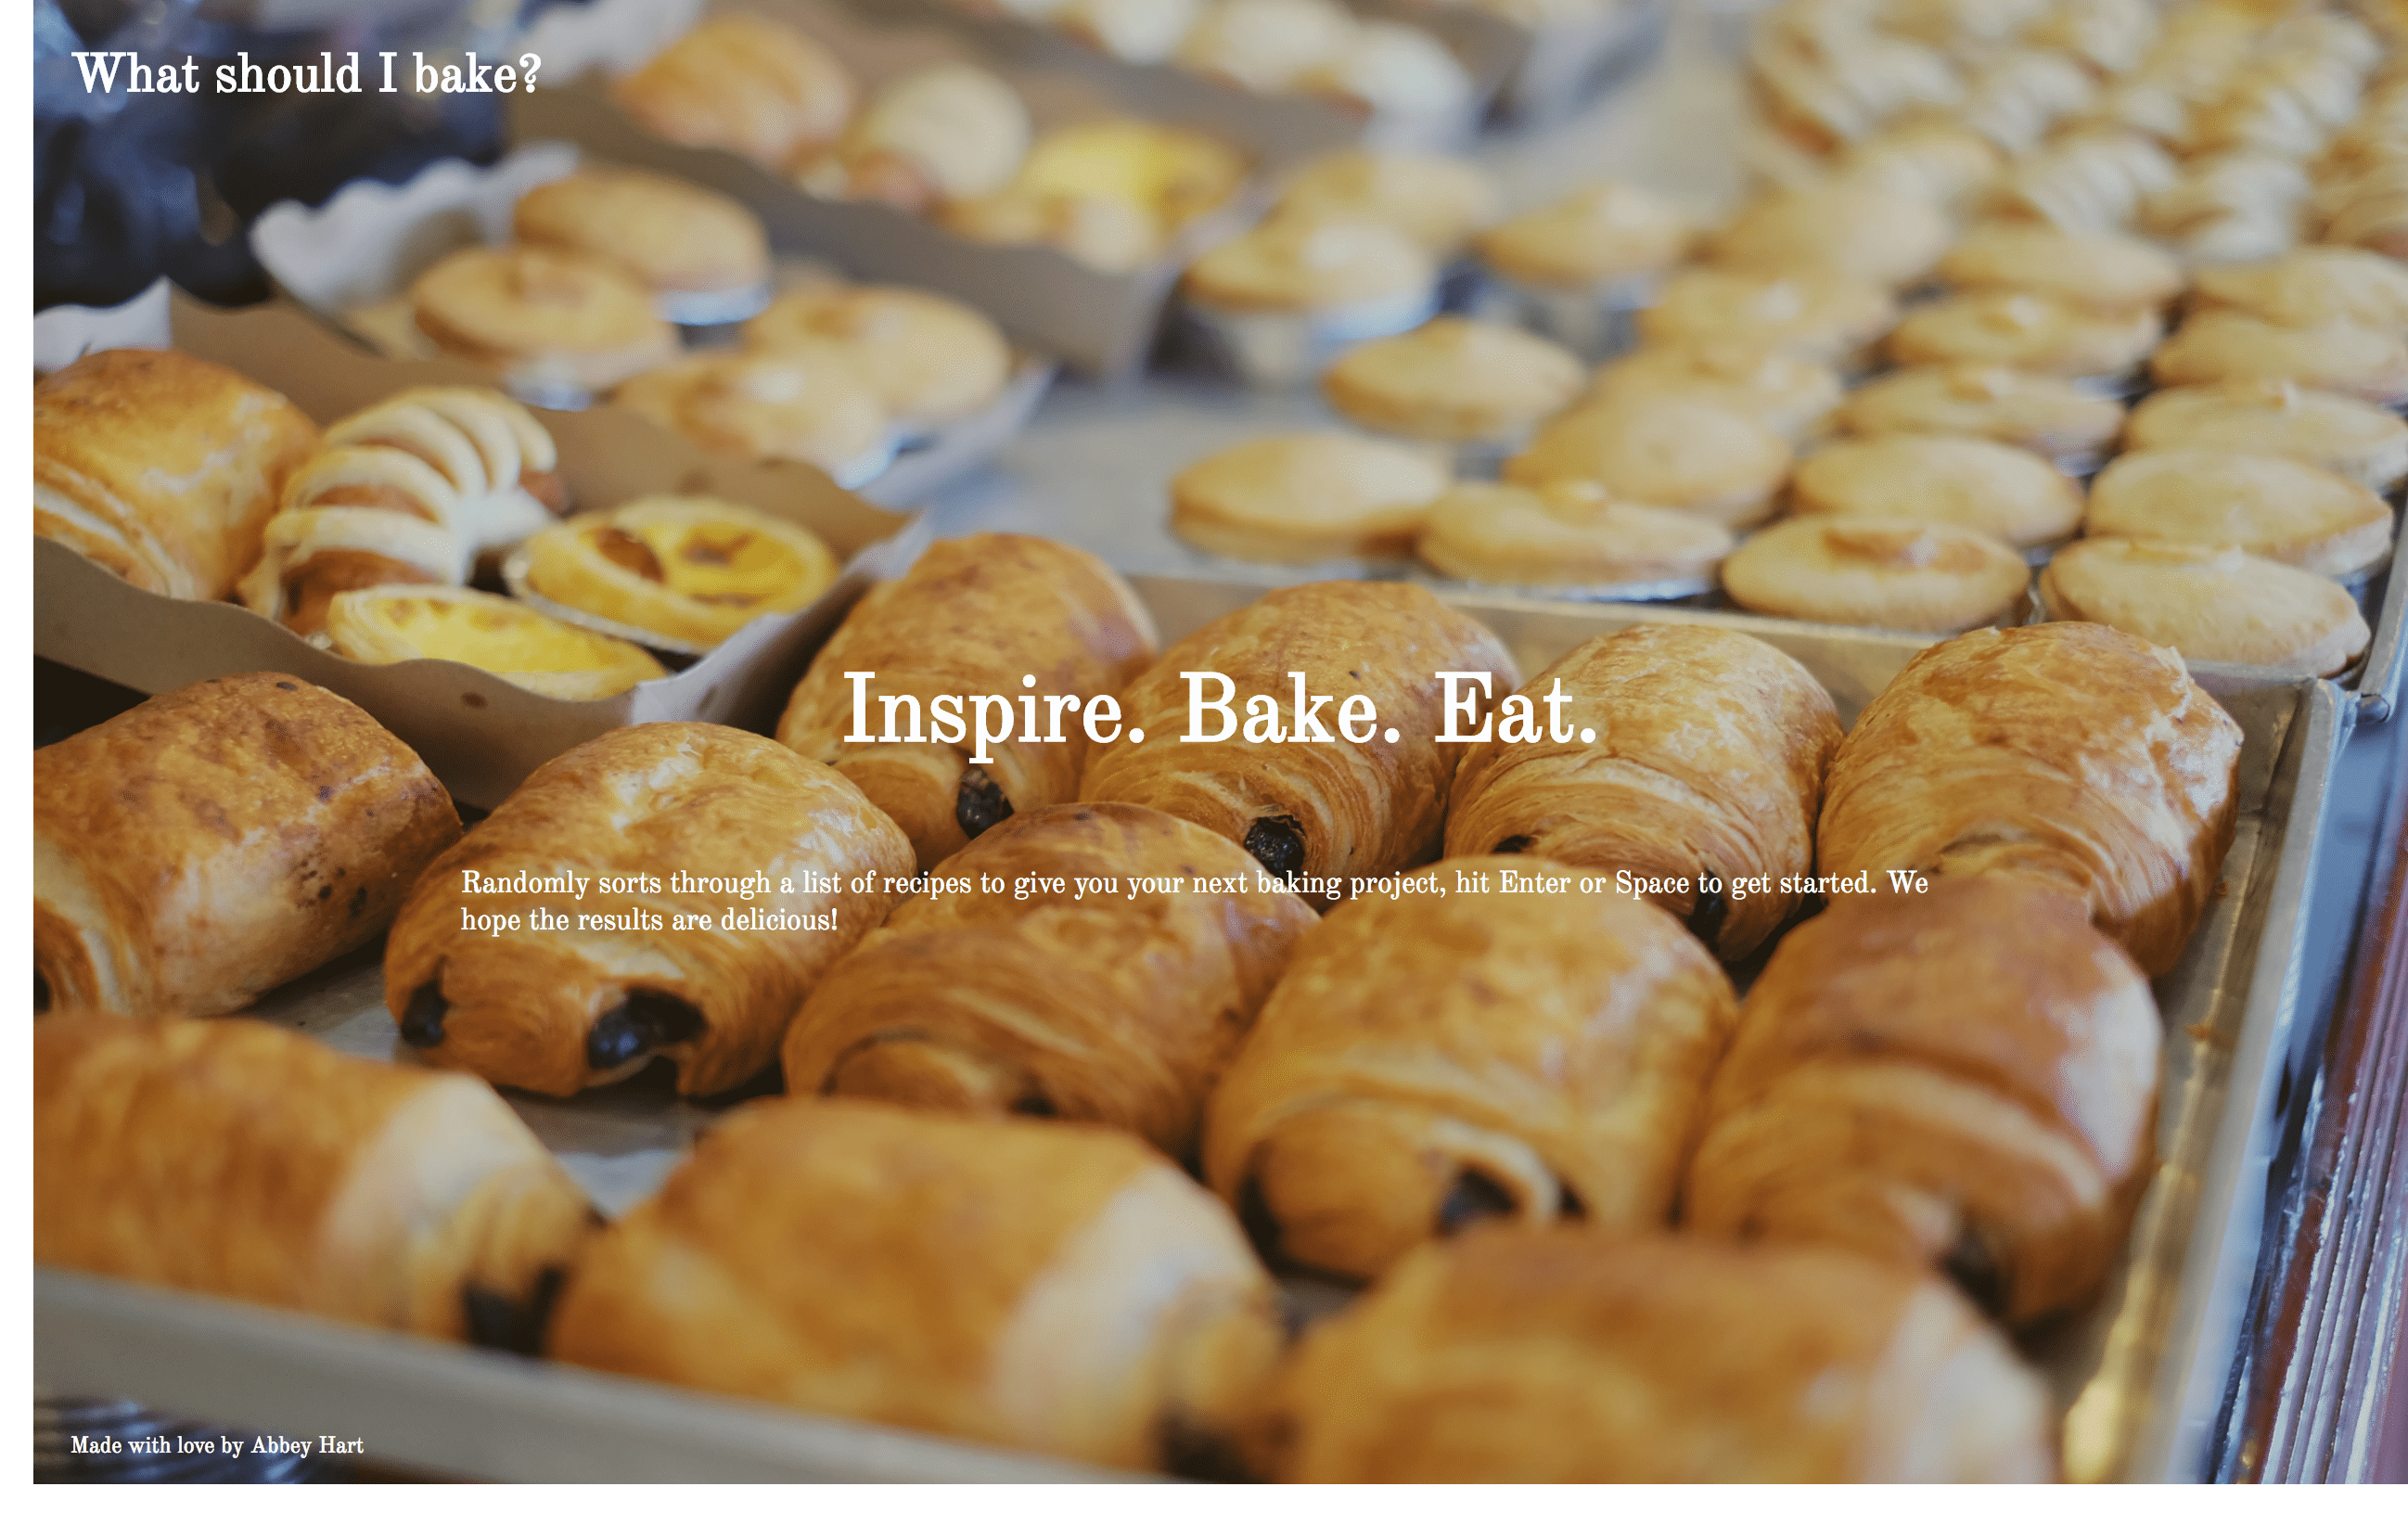 What should I bake?
Inspire. Bake. Eat.
Randomly sorts through a list of recipes to give you your next baking project, hit Enter or Space to get started. We
hope the results are delicious!
Made with love by Abbey Hart